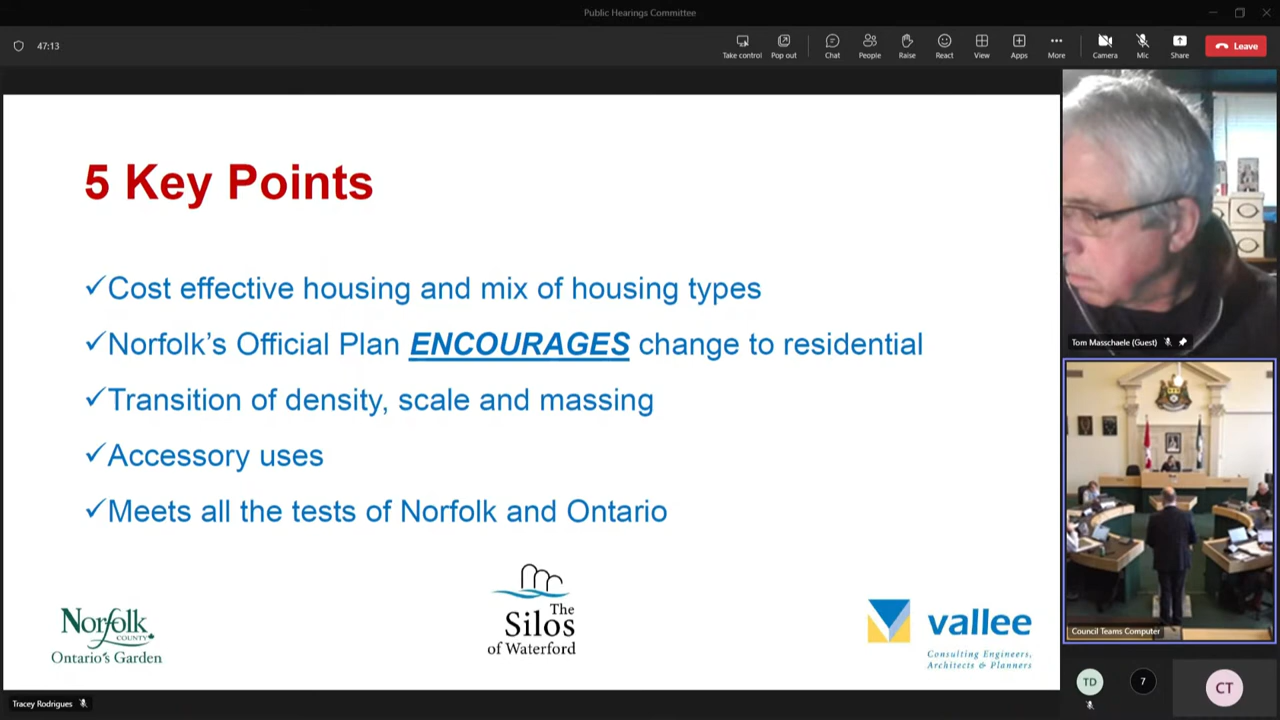 Public Hearings Committee
47:13
Take control
Pop out
Chat
People
Raise
React
View
Apps
More
Camera
Mic
Share
Leave
5 Key Points
✓Cost effective housing and mix of housing types
✓Norfolk's Official Plan ENCOURAGES change to residential
✓Transition of density, scale and massing
✓Accessory uses
✓Meets all the tests of Norfolk and Ontario
Norfolk
COUNTY
Ontario's Garden
The
Silos
of Waterford
vallee
Consulting Engineers,
Architects & Planners
Tracey Rodrigues
Tom Masschaele (Guest)
Council Teams Computer
TD
7
CT